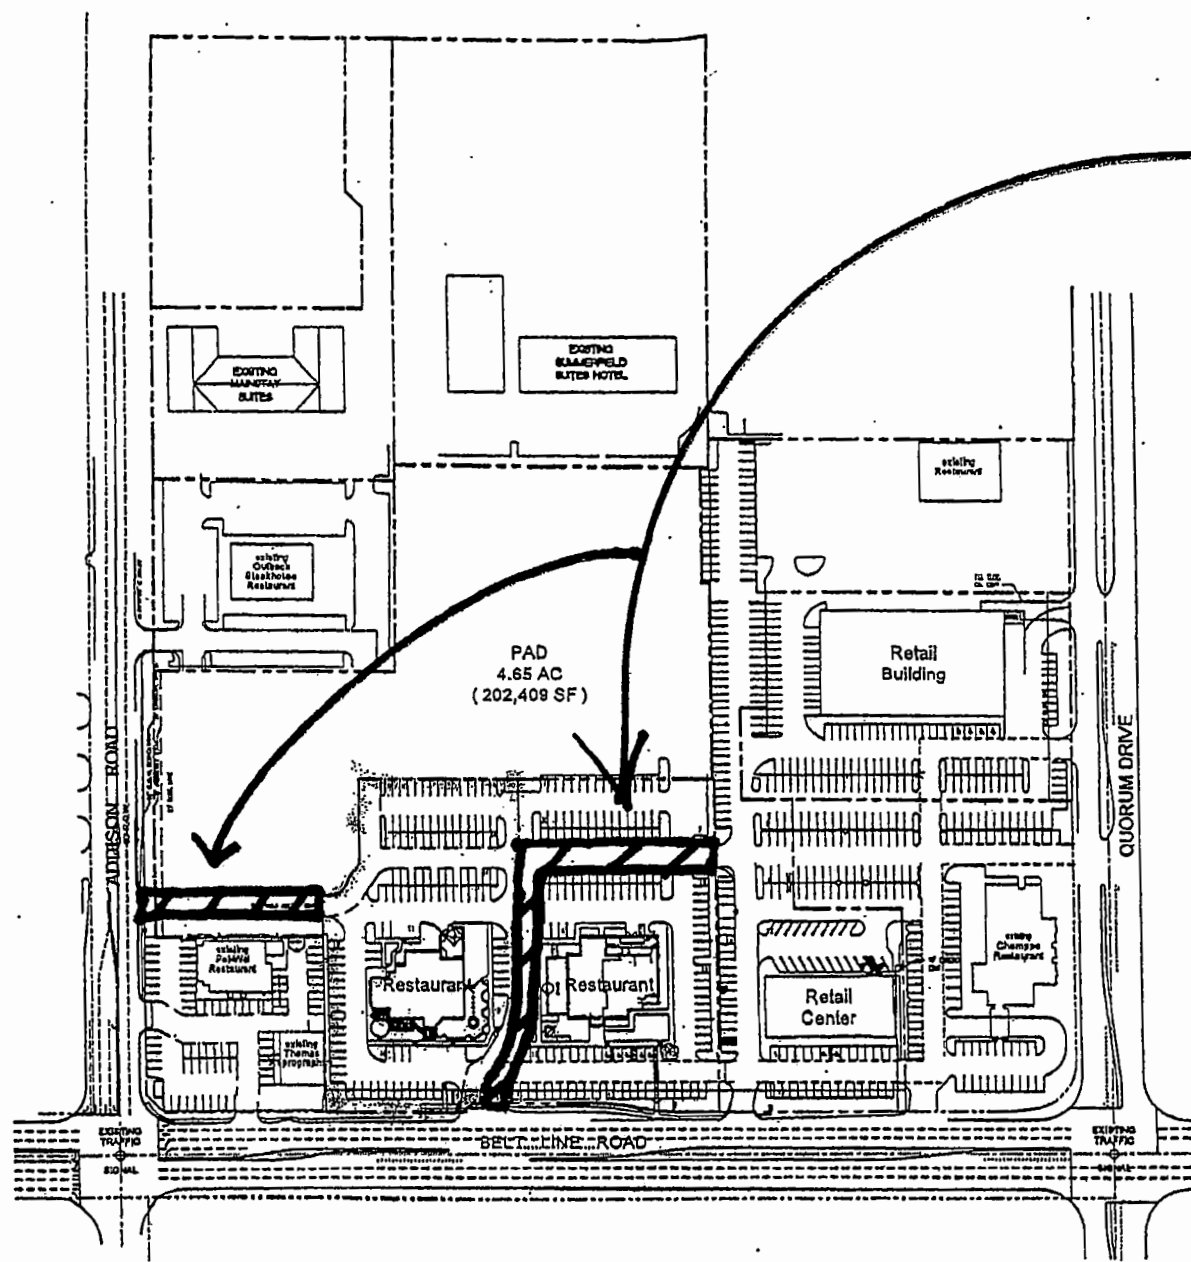 EXISTING
MAINSTAY
SUITES
EXISTING
SUMMERFIELD
SUITES HOTEL
existing
Restaurant
existing
Outback
Steakhouse
Restaurant
PAD
4.65 AC
( 202,409 SF )
Retail
Building
ADDISON ROAD
QUORUM DRIVE
existing
Restaurant
Restaurant
Restaurant
Retail
Center
existing
Champps
Restaurant
existing
Thomas
BELT LINE ROAD
EXISTING
TRAFFIC
SIGNAL
EXISTING
TRAFFIC
SIGNAL